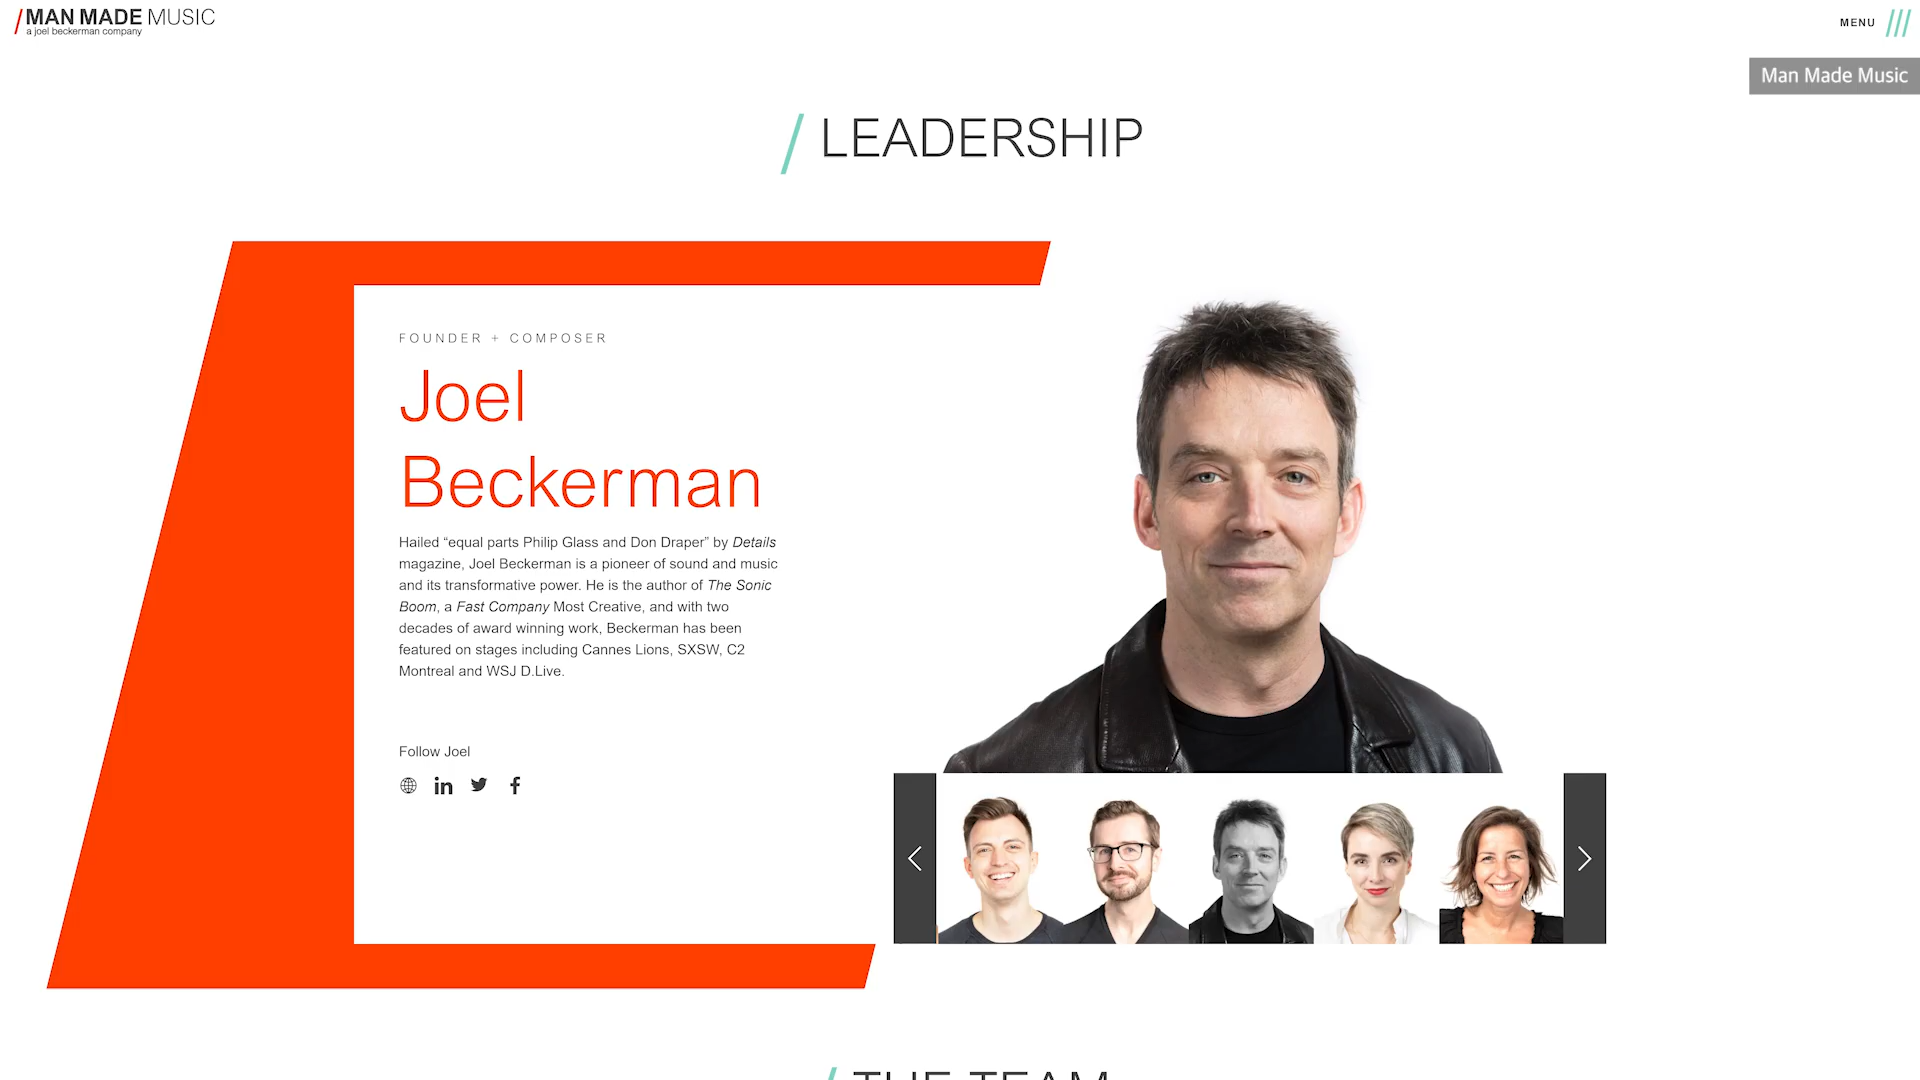 MAN MADE MUSIC
a joel beckerman company
MENU
Man Made Music
LEADERSHIP
FOUNDER + COMPOSER
Joel
Beckerman
Hailed “equal parts Philip Glass and Don Draper” by Details
magazine, Joel Beckerman is a pioneer of sound and music
and its transformative power. He is the author of The Sonic
Boom, a Fast Company Most Creative, and with two
decades of award winning work, Beckerman has been
featured on stages including Cannes Lions, SXSW, C2
Montreal and WSJ D.Live.
Follow Joel
THE TEAM